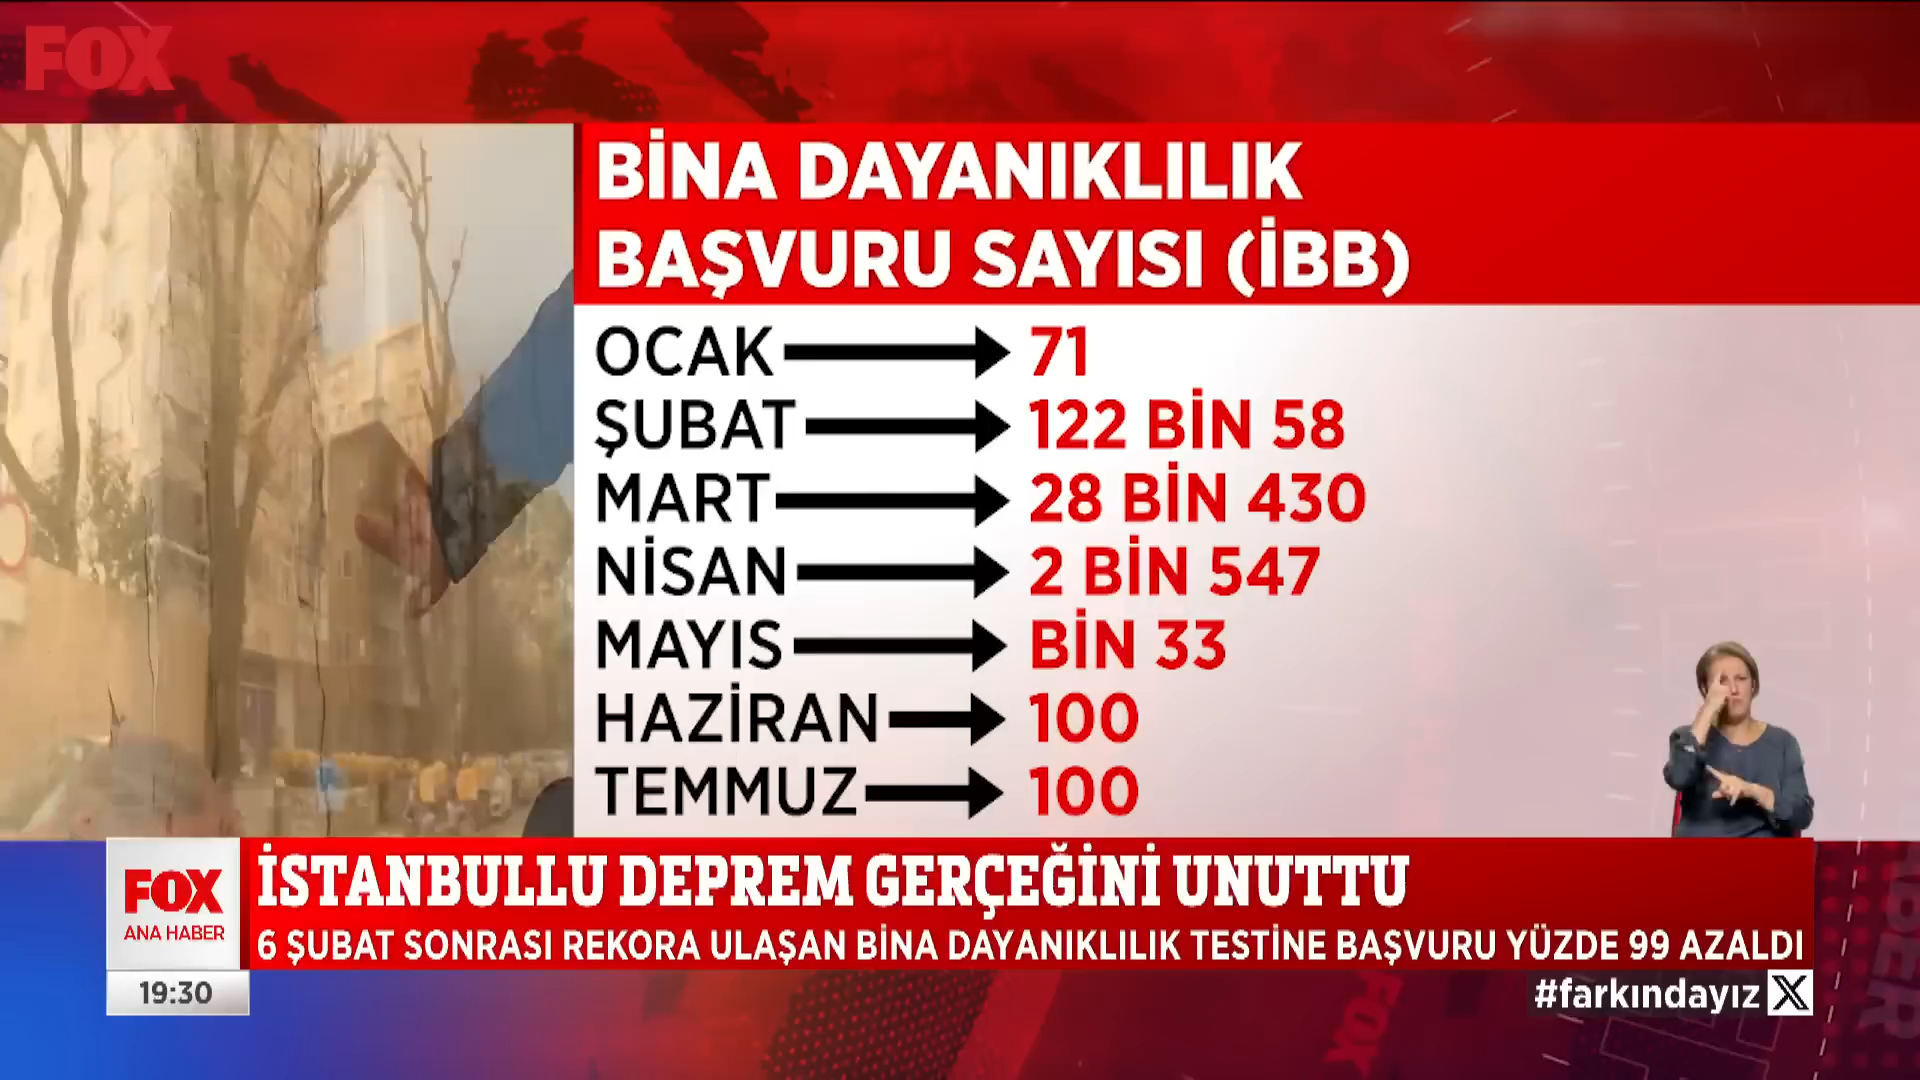 FOX
BİNA DAYANIKLILIK
BAŞVURU SAYISI (İBB)
OCAK 71
ŞUBAT 122 BİN 58
MART 28 BİN 430
NİSAN 2 BİN 547
MAYIS BİN 33
HAZİRAN 100
TEMMUZ 100
FOX
ANA HABER
İSTANBULLU DEPREM GERÇEĞİNİ UNUTTU
6 ŞUBAT SONRASI REKORA ULAŞAN BİNA DAYANIKLILIK TESTİNE BAŞVURU YÜZDE 99 AZALDI
19:30
#farkındayız X
FOX